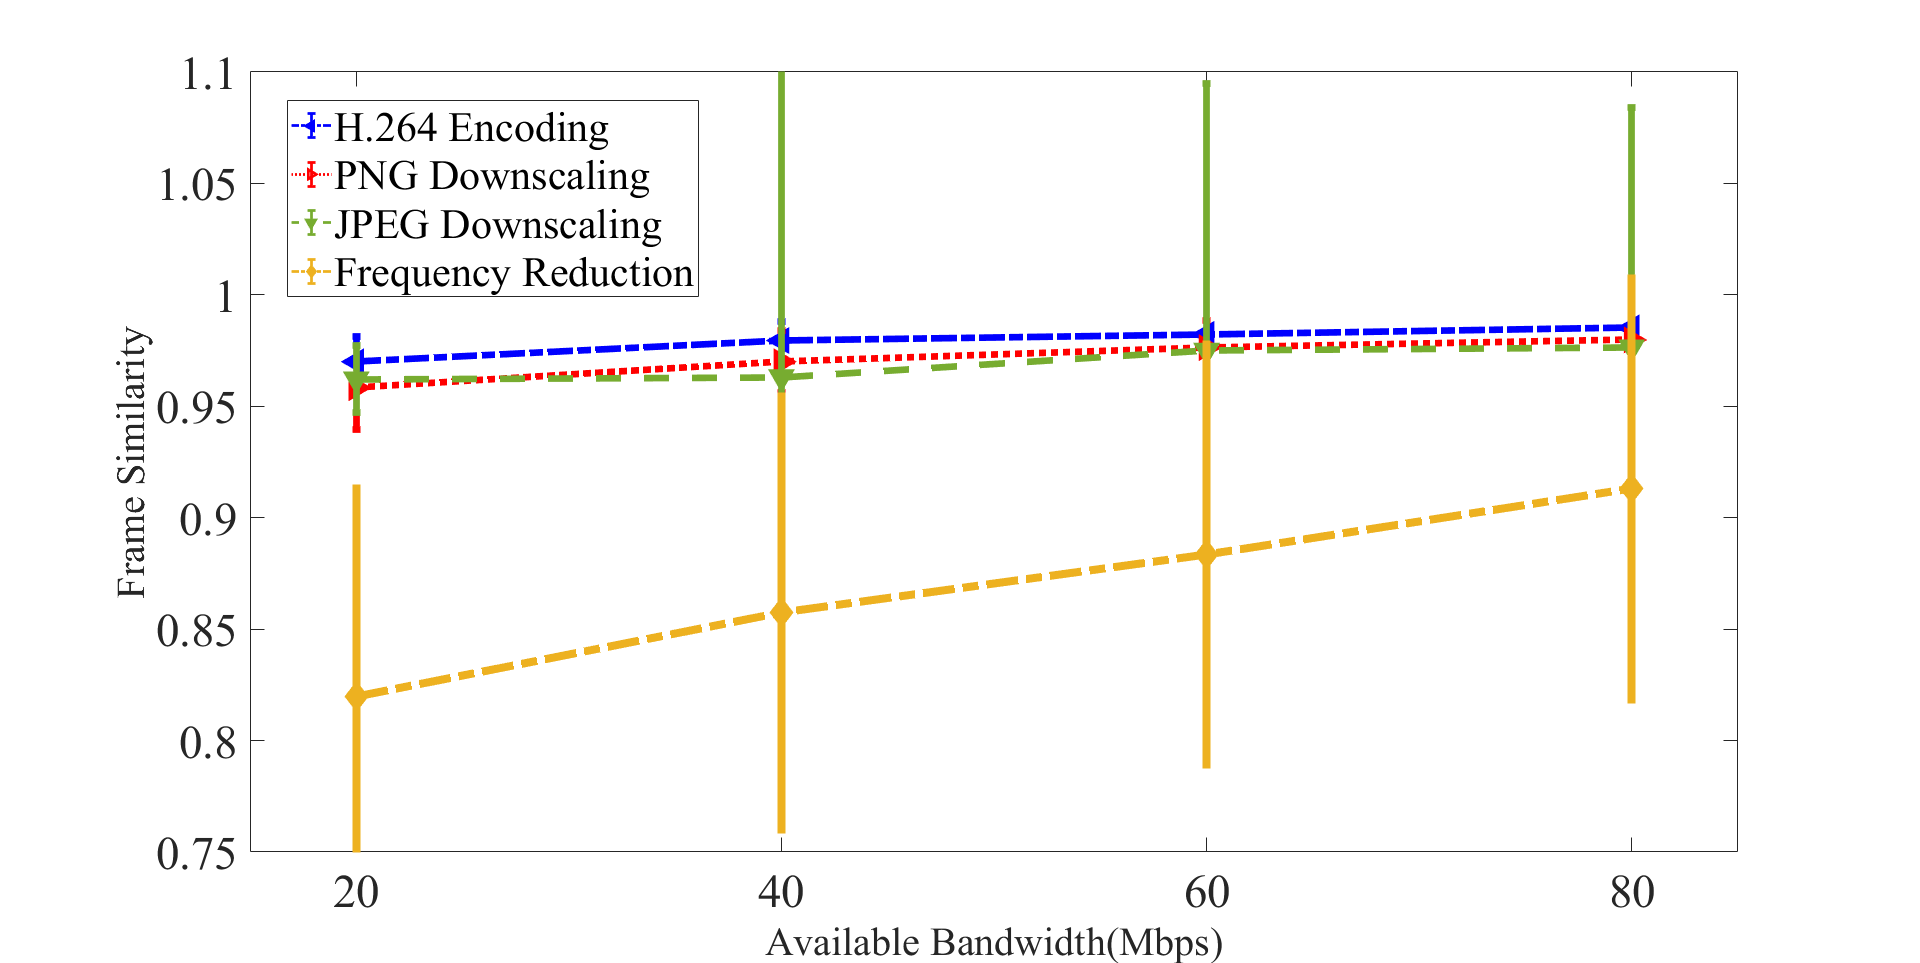 1.1
1.05
1
0.95
0.9
0.85
0.8
0.75
Frame Similarity
H.264 Encoding
PNG Downscaling
JPEG Downscaling
Frequency Reduction
20 40 60 80
Available Bandwidth(Mbps)